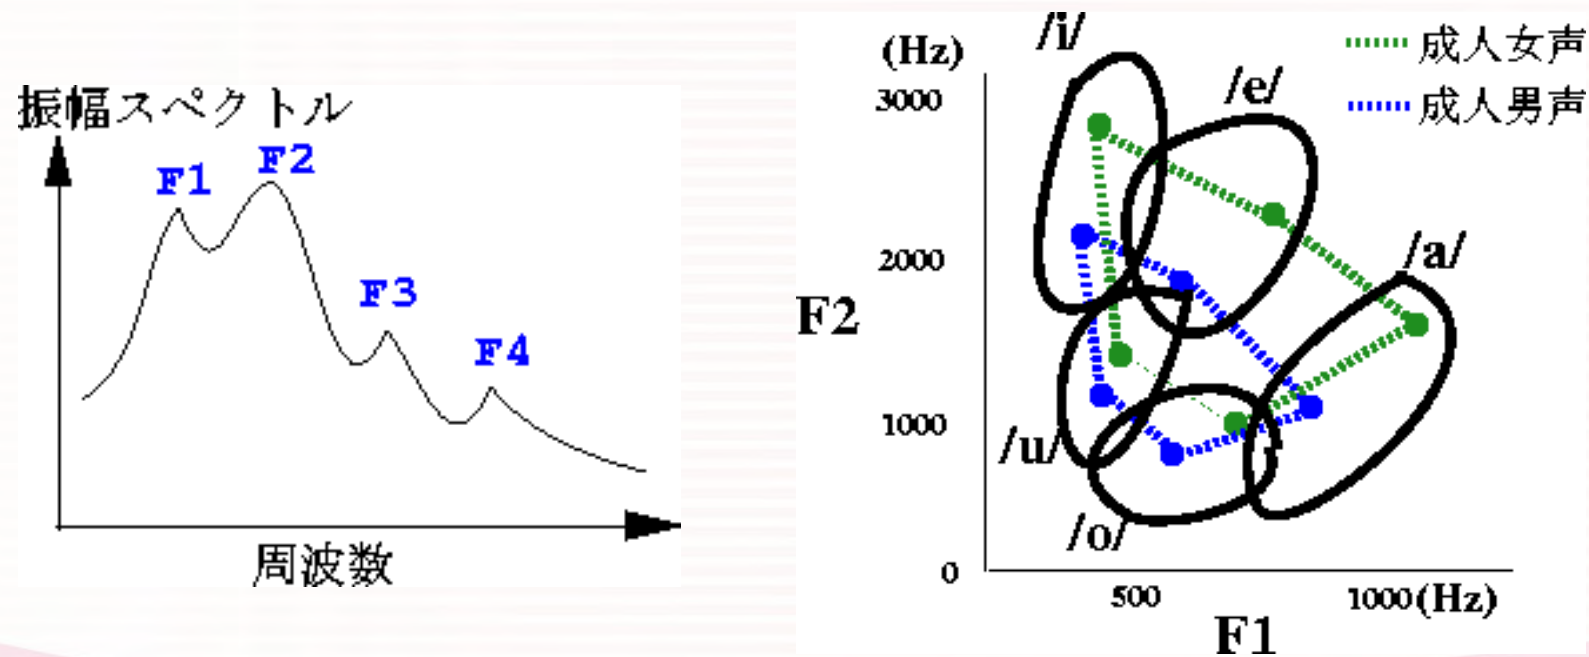 振幅スペクトル
F1
F2
F3
F4
周波数
(Hz)
/i/
/e/
/a/
/u/
/o/
成人女声
成人男声
3000
2000
1000
0
F2
500
1000(Hz)
F1